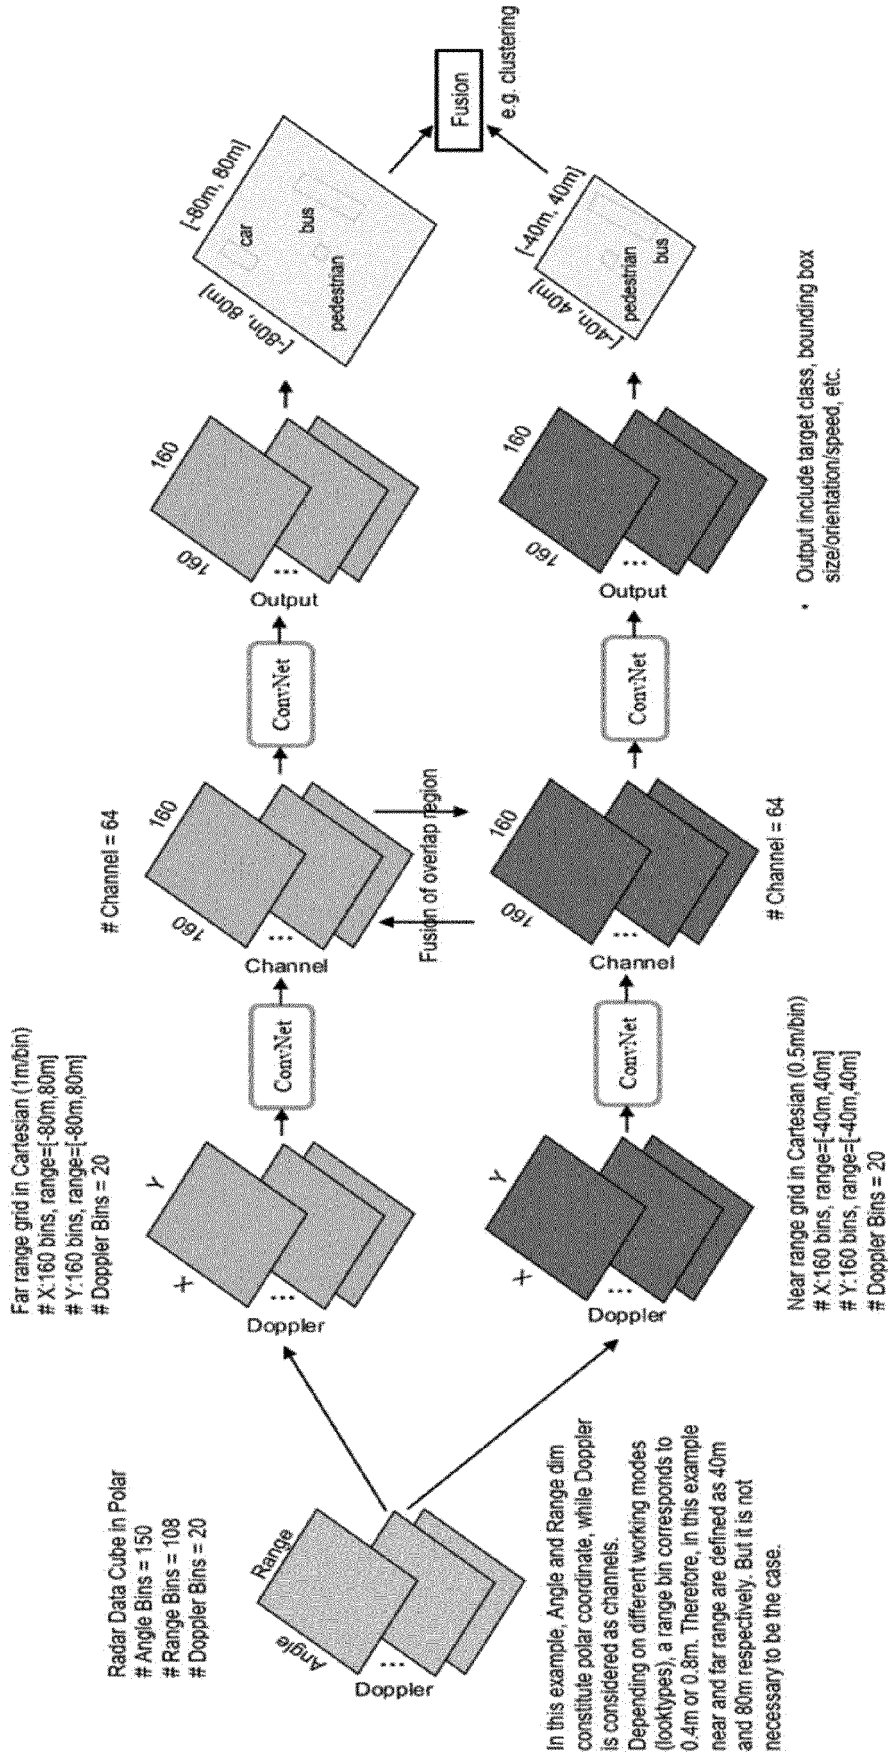 Radar Data Cube in Polar
# Angle Bins = 150
# Range Bins = 108
# Doppler Bins = 20
Angle
Range
...
Doppler
In this example, Angle and Range dim
constitute polar coordinate, while Doppler
is considered as channels.
Depending on different working modes
(looktypes), a range bin corresponds to
0.4m or 0.8m. Therefore, in this example
near and far range are defined as 40m
and 80m respectively. But it is not
necessary to be the case.
Far range grid in Cartesian (1m/bin)
# X:160 bins, range=[-80m,80m]
# Y:160 bins, range=[-80m,80m]
# Doppler Bins = 20
X
Y
...
Doppler
ConvNet
# Channel = 64
160
160
...
Channel
ConvNet
160
160
...
Output
[-80n, 80m]
[-80m, 80m]
car
bus
pedestrian
Fusion of overlap region
X
Y
...
Doppler
Near range grid in Cartesian (0.5m/bin)
# X:160 bins, range=[-40m,40m]
# Y:160 bins, range=[-40m,40m]
# Doppler Bins = 20
ConvNet
160
160
...
Channel
# Channel = 64
ConvNet
160
160
...
Output
[-40n, 40m]
[-40m, 40m]
pedestrian
bus
Fusion
e.g. clustering
• Output include target class, bounding box
size/orientation/speed, etc.